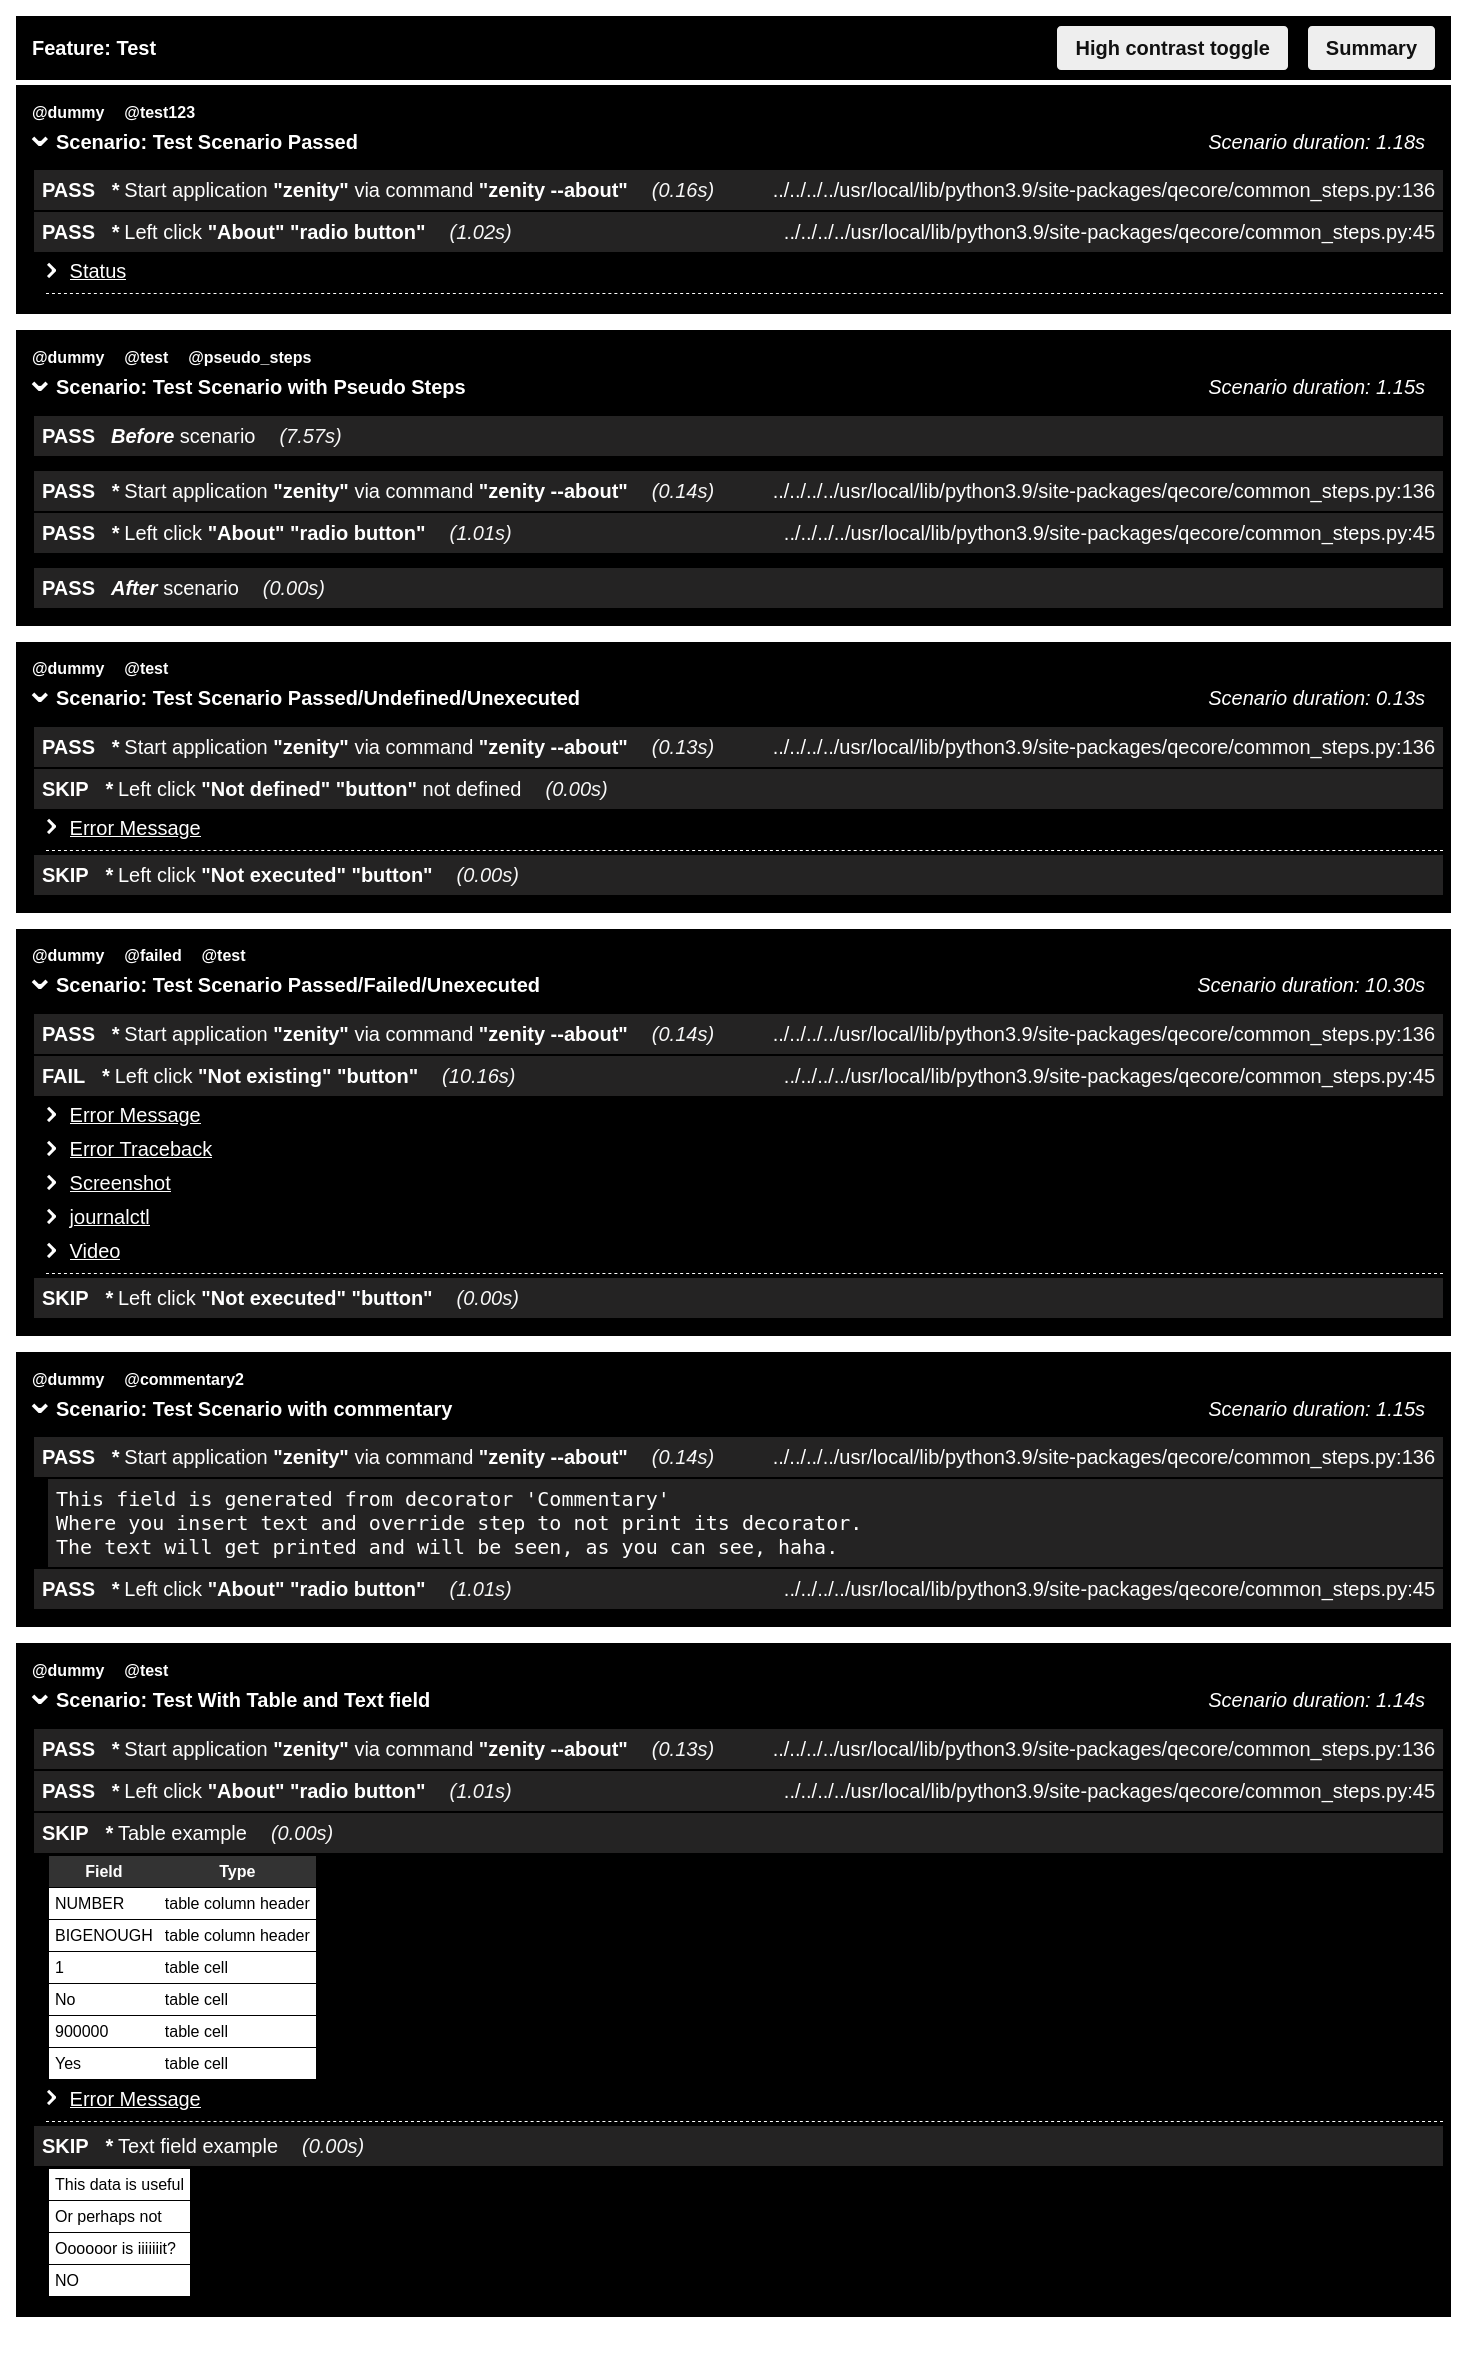 Feature: Test
High contrast toggle
Summary
@dummy @test123
Scenario: Test Scenario Passed
Scenario duration: 1.18s
PASS * Start application "zenity" via command "zenity --about" (0.16s) ../../../../usr/local/lib/python3.9/site-packages/qecore/common_steps.py:136
PASS * Left click "About" "radio button" (1.02s) ../../../../usr/local/lib/python3.9/site-packages/qecore/common_steps.py:45
Status
@dummy @test @pseudo_steps
Scenario: Test Scenario with Pseudo Steps
Scenario duration: 1.15s
PASS Before scenario (7.57s)
PASS * Start application "zenity" via command "zenity --about" (0.14s) ../../../../usr/local/lib/python3.9/site-packages/qecore/common_steps.py:136
PASS * Left click "About" "radio button" (1.01s) ../../../../usr/local/lib/python3.9/site-packages/qecore/common_steps.py:45
PASS After scenario (0.00s)
@dummy @test
Scenario: Test Scenario Passed/Undefined/Unexecuted
Scenario duration: 0.13s
PASS * Start application "zenity" via command "zenity --about" (0.13s) ../../../../usr/local/lib/python3.9/site-packages/qecore/common_steps.py:136
SKIP * Left click "Not defined" "button" not defined (0.00s)
Error Message
SKIP * Left click "Not executed" "button" (0.00s)
@dummy @failed @test
Scenario: Test Scenario Passed/Failed/Unexecuted
Scenario duration: 10.30s
PASS * Start application "zenity" via command "zenity --about" (0.14s) ../../../../usr/local/lib/python3.9/site-packages/qecore/common_steps.py:136
FAIL * Left click "Not existing" "button" (10.16s) ../../../../usr/local/lib/python3.9/site-packages/qecore/common_steps.py:45
Error Message
Error Traceback
Screenshot
journalctl
Video
SKIP * Left click "Not executed" "button" (0.00s)
@dummy @commentary2
Scenario: Test Scenario with commentary
Scenario duration: 1.15s
PASS * Start application "zenity" via command "zenity --about" (0.14s) ../../../../usr/local/lib/python3.9/site-packages/qecore/common_steps.py:136
This field is generated from decorator 'Commentary'
Where you insert text and override step to not print its decorator.
The text will get printed and will be seen, as you can see, haha.
PASS * Left click "About" "radio button" (1.01s) ../../../../usr/local/lib/python3.9/site-packages/qecore/common_steps.py:45
@dummy @test
Scenario: Test With Table and Text field
Scenario duration: 1.14s
PASS * Start application "zenity" via command "zenity --about" (0.13s) ../../../../usr/local/lib/python3.9/site-packages/qecore/common_steps.py:136
PASS * Left click "About" "radio button" (1.01s) ../../../../usr/local/lib/python3.9/site-packages/qecore/common_steps.py:45
SKIP * Table example (0.00s)
Field Type
NUMBER table column header
BIGENOUGH table column header
1 table cell
No table cell
900000 table cell
Yes table cell
Error Message
SKIP * Text field example (0.00s)
This data is useful
Or perhaps not
Oooooor is iiiiiiit?
NO